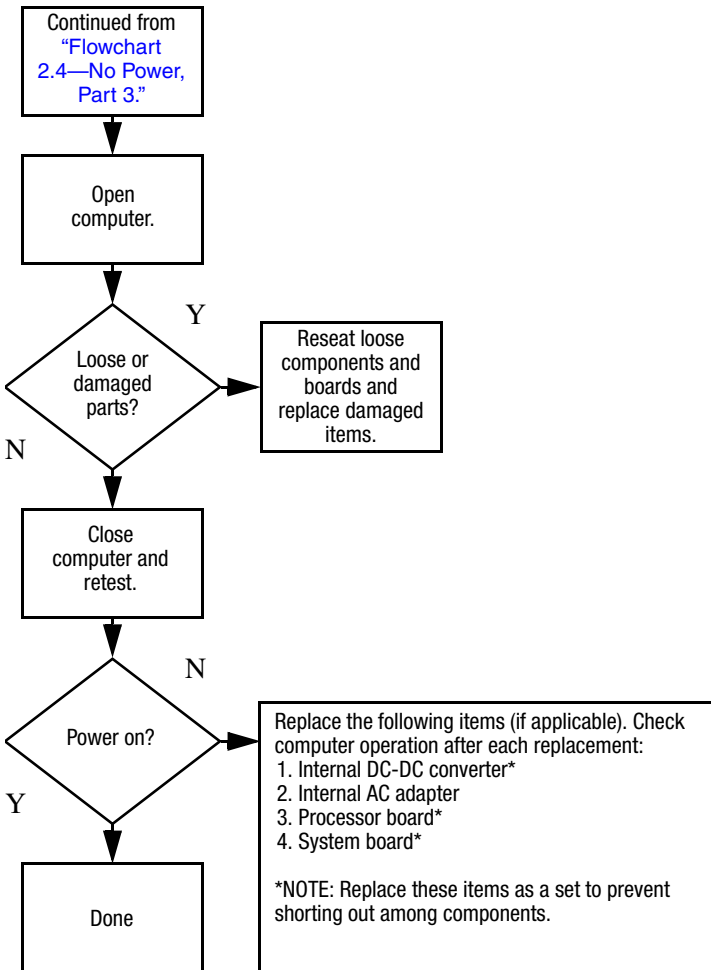 Continued from
“Flowchart
2.4—No Power,
Part 3.”
Open
computer.
Y
Loose or
damaged
parts?
Reseat loose
components and
boards and
replace damaged
items.
N
Close
computer and
retest.
N
Power on?
Replace the following items (if applicable). Check
computer operation after each replacement:
1. Internal DC-DC converter*
2. Internal AC adapter
3. Processor board*
4. System board*
*NOTE: Replace these items as a set to prevent
shorting out among components.
Y
Done